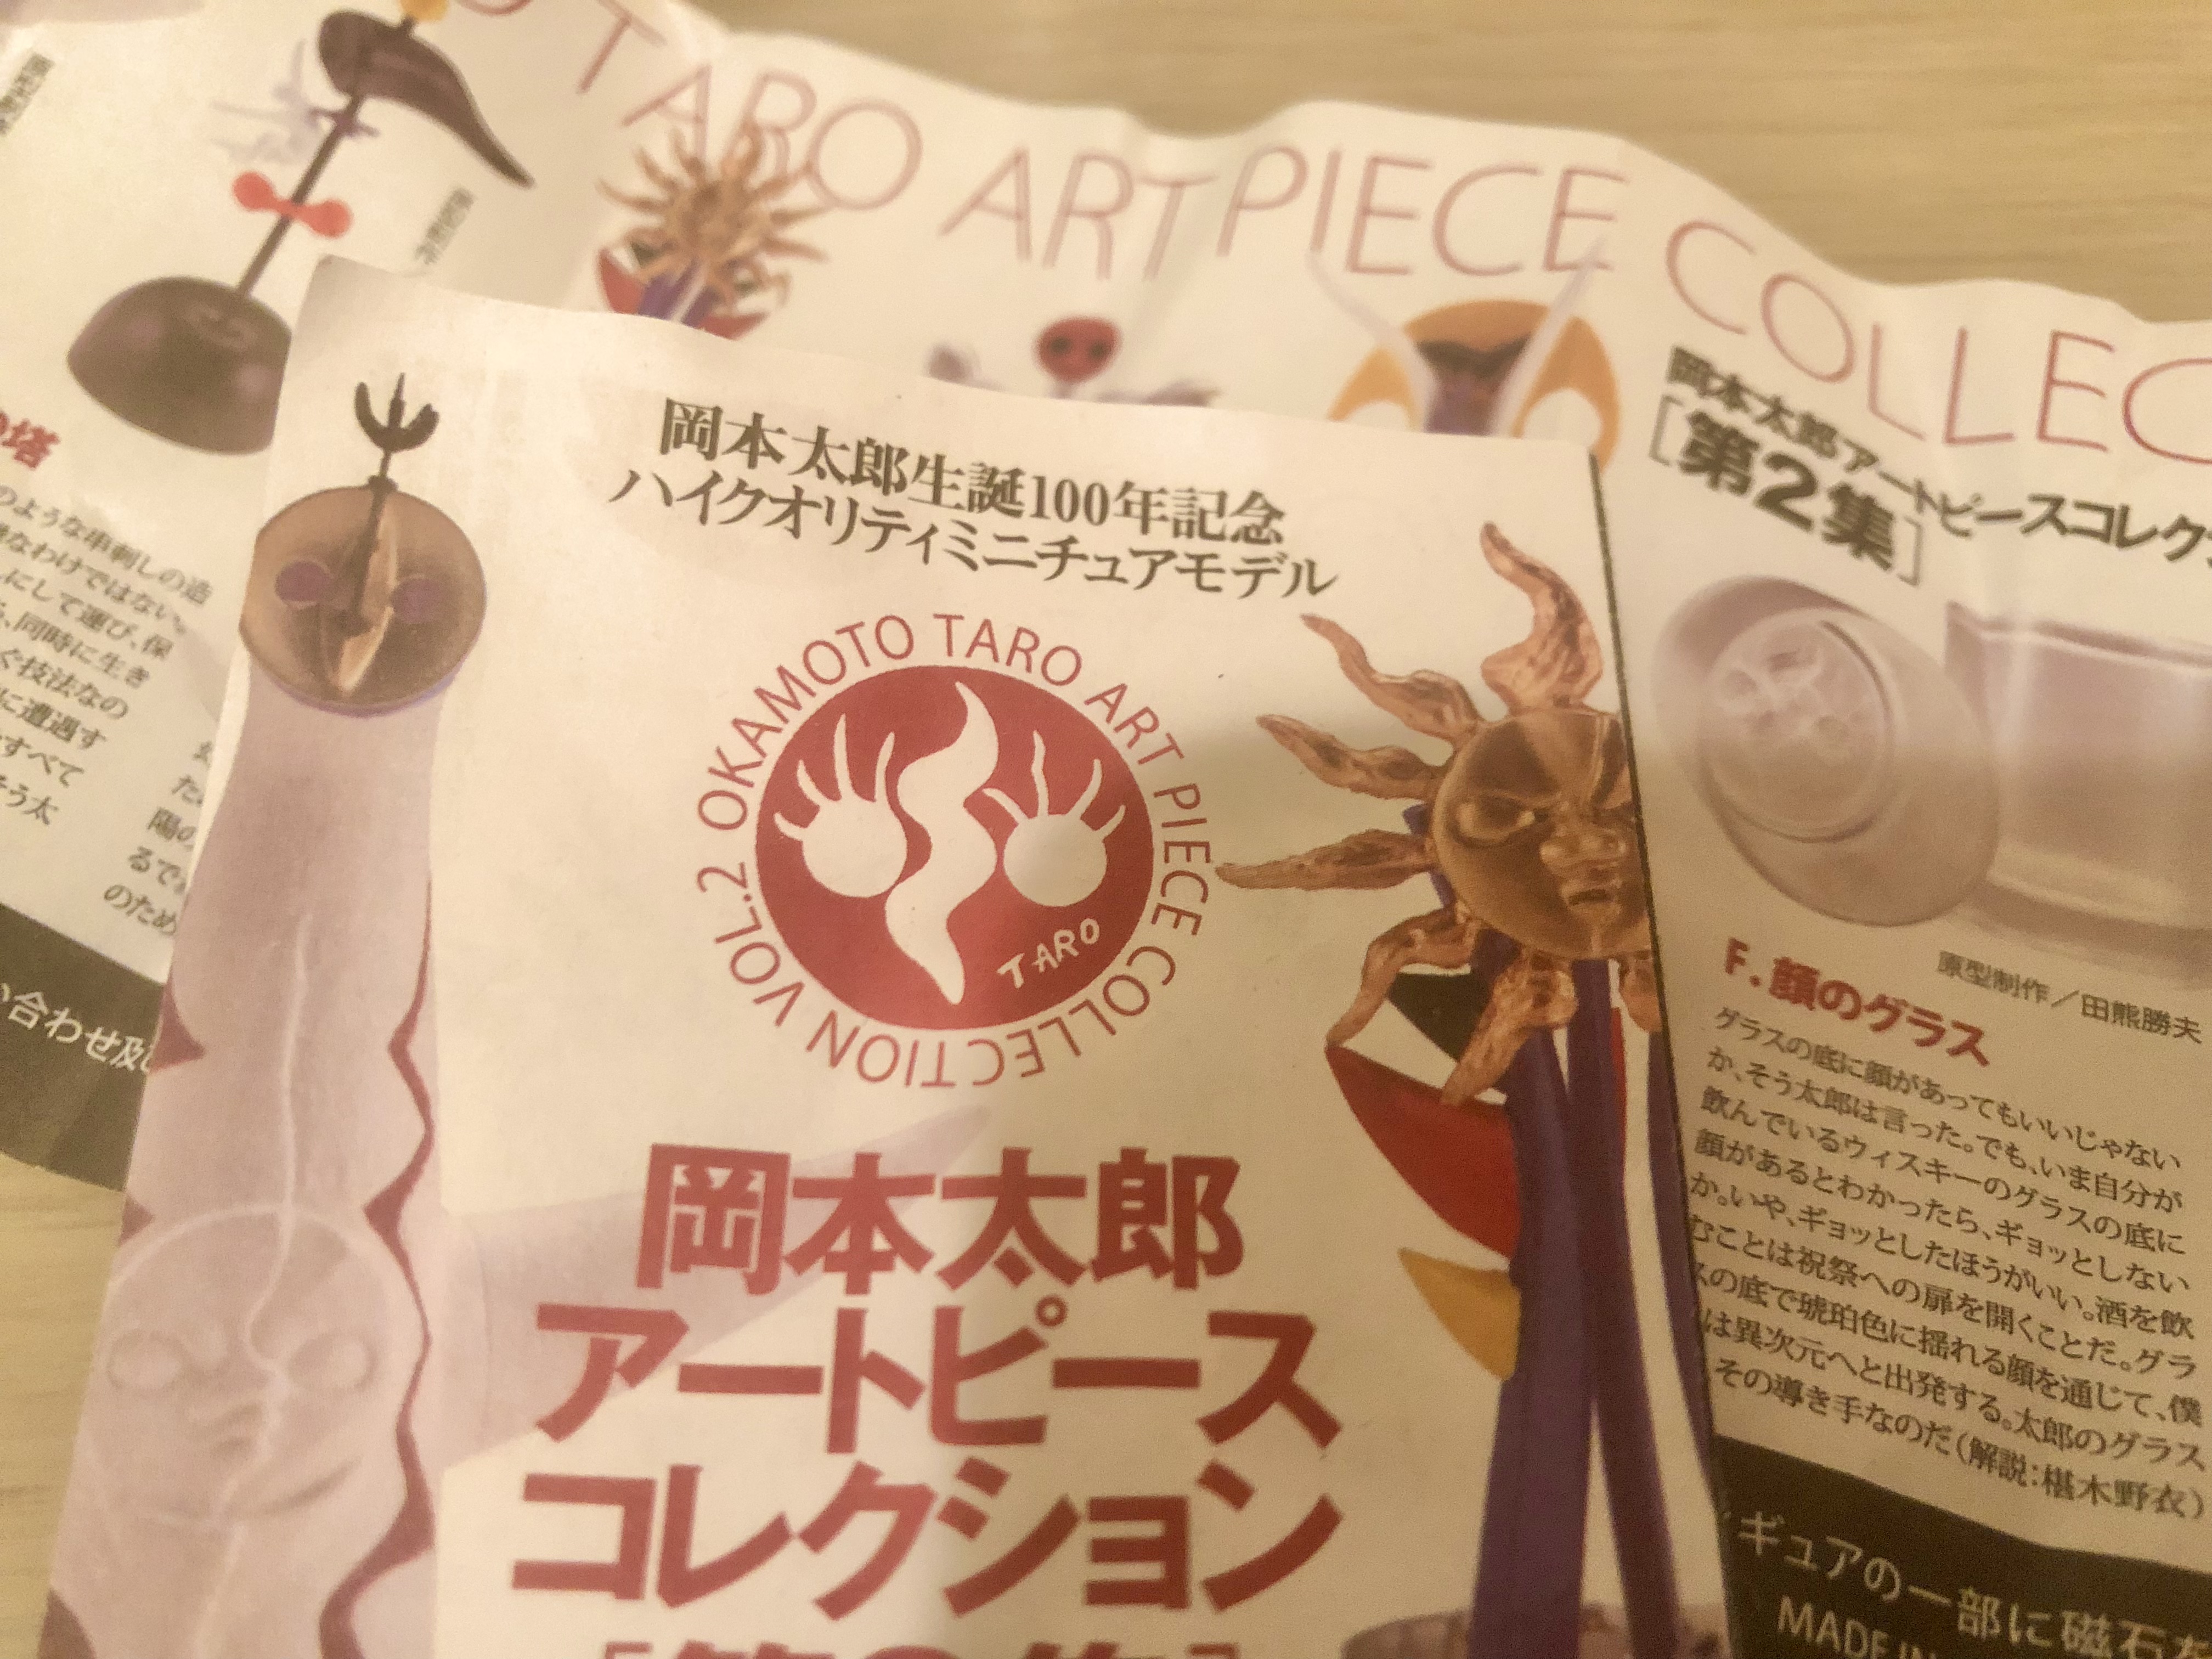 TARO ART PIECE COLLEC
岡本太郎生誕100年記念
ハイクオリティミニチュアモデル
OKAMOTO TARO ART PIECE COLLECTION VOL.2
TARO
岡本太郎
アートピース
コレクション
の塔
のような串刺しの造
なわけではない。
にして運び、保
、同時に生き
ぐ技法なの
に遭遇す
すべて
そう太
た
陽の
るで
のため
い合わせ及び
岡本太郎アートピースコレク
[第2集]
原型制作／田熊勝夫
F. 顔のグラス
グラスの底に顔があってもいいじゃない
か、そう太郎は言った。でも、いま自分が
飲んでいるウィスキーのグラスの底に
顔があるとわかったら、ギョッとしない
か。いや、ギョッとしたほうがいい。酒を飲
むことは祝祭への扉を開くことだ。グラ
スの底で琥珀色に揺れる顔を通じて、僕
は異次元へと出発する。太郎のグラス
その導き手なのだ（解説：椹木野衣）
ギュアの一部に磁石を
MADE IN